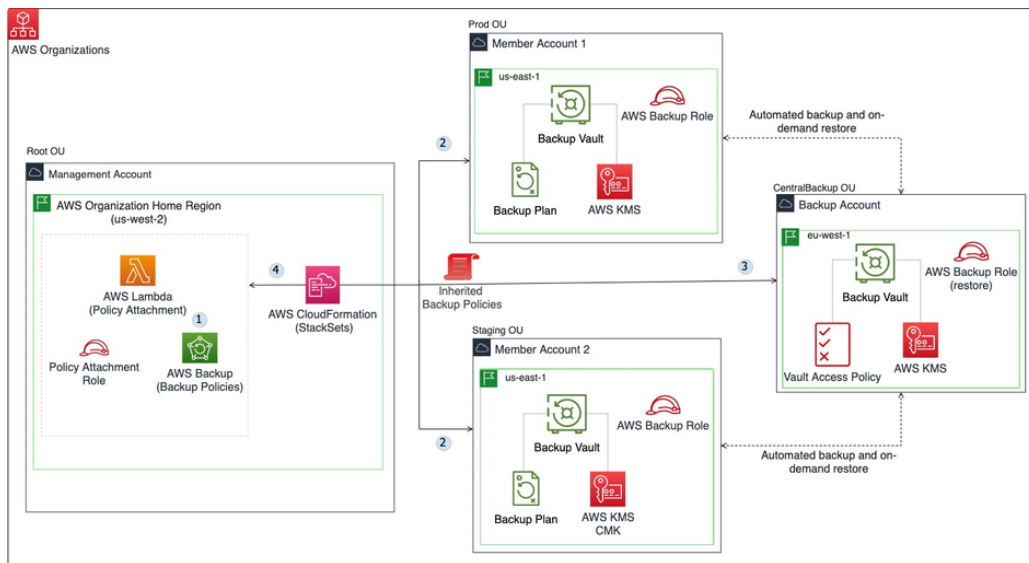 AWS Organizations
Root OU
Management Account
AWS Organization Home Region
(us-west-2)
AWS Lambda
(Policy Attachment)
1
Policy Attachment
Role
AWS Backup
(Backup Policies)
4
AWS CloudFormation
(StackSets)
Inherited
Backup Policies
Prod OU
Member Account 1
us-east-1
Backup Vault
AWS Backup Role
Backup Plan
AWS KMS
2
Staging OU
Member Account 2
us-east-1
Backup Vault
AWS Backup Role
Backup Plan
AWS KMS
CMK
2
3
Automated backup and on-
demand restore
CentralBackup OU
Backup Account
eu-west-1
Backup Vault
AWS Backup Role
(restore)
Vault Access Policy
AWS KMS
Automated backup and on-
demand restore